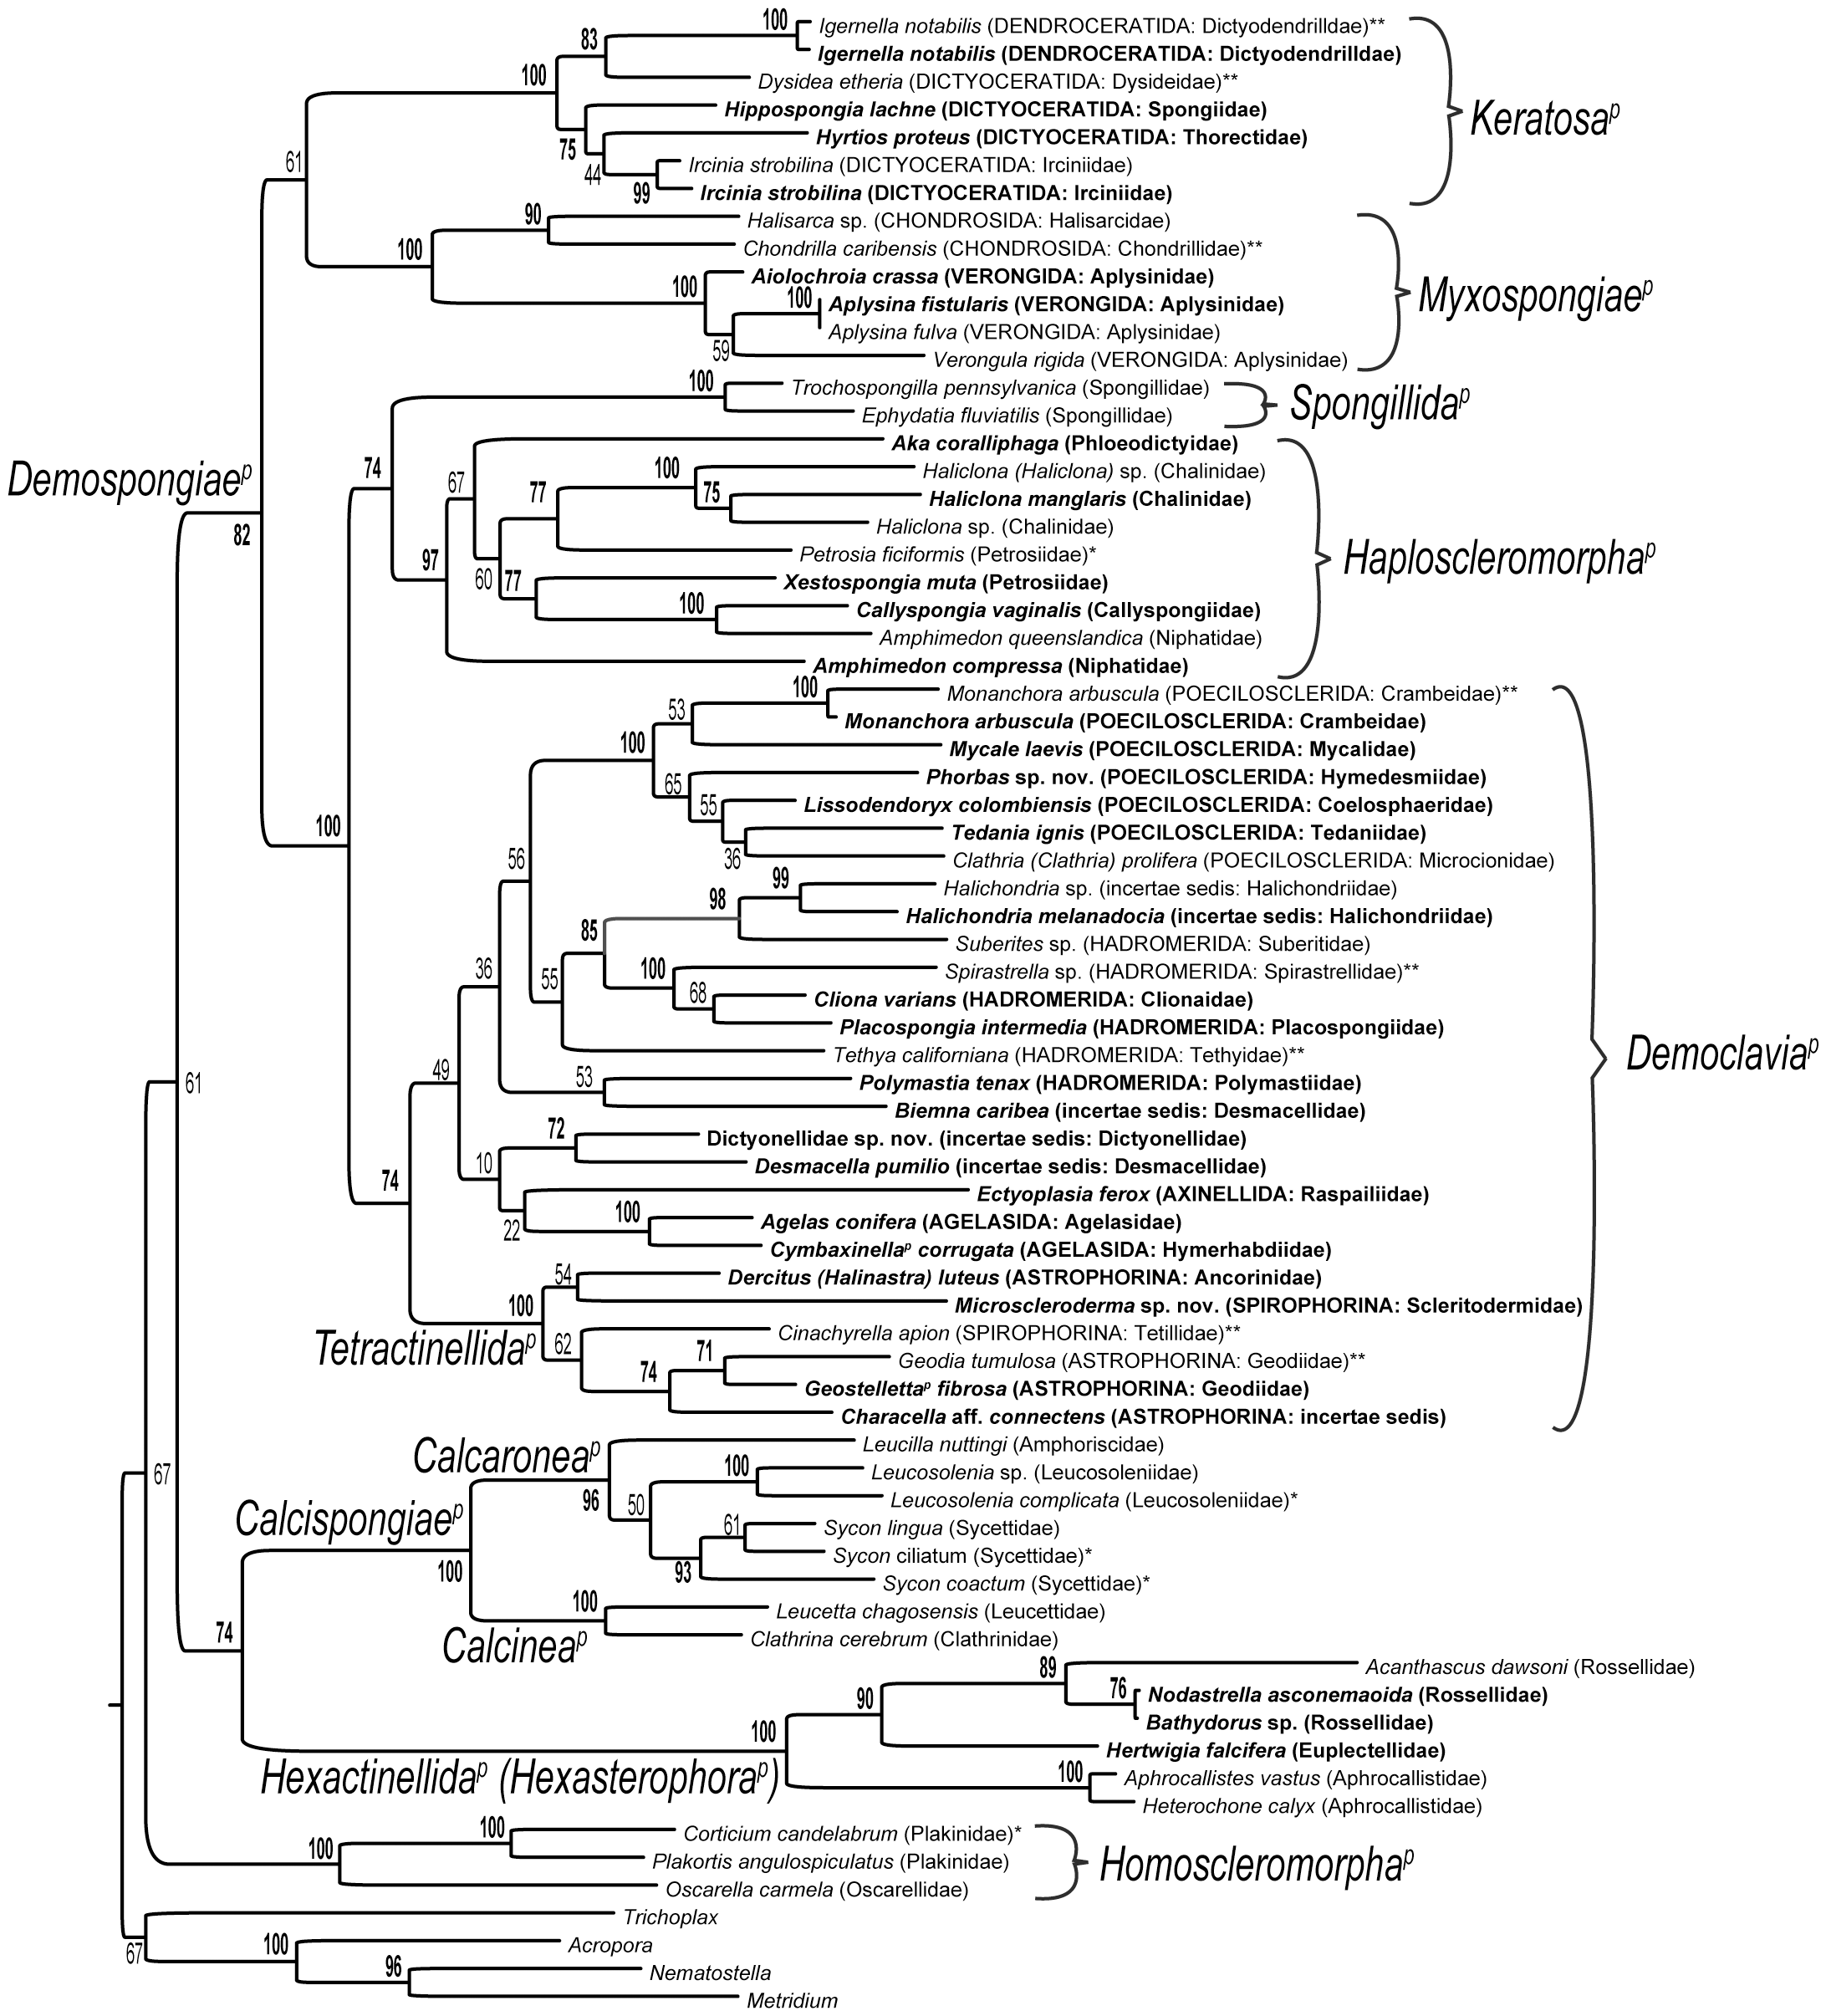 100 Igernella notabilis (DENDROCERATIDA: Dictyodendrilldae)**
83 Igernella notabilis (DENDROCERATIDA: Dictyodendrilldae)
100 Dysidea etheria (DICTYOCERATIDA: Dysideidae)**
Hippospongia lachne (DICTYOCERATIDA: Spongiidae)
Keratosap
Hyrtios proteus (DICTYOCERATIDA: Thorectidae)
75
61 Ircinia strobilina (DICTYOCERATIDA: Irciniidae)
44
99 Ircinia strobilina (DICTYOCERATIDA: Irciniidae)
90 Halisarca sp. (CHONDROSIDA: Halisarcidae)
100 Chondrilla caribensis (CHONDROSIDA: Chondrillidae)**
Aiolochroia crassa (VERONGIDA: Aplysinidae)
100
100 Aplysina fistularis (VERONGIDA: Aplysinidae)
Myxospongiaep
Aplysina fulva (VERONGIDA: Aplysinidae)
59
Verongula rigida (VERONGIDA: Aplysinidae)
100 Trochospongilla pennsylvanica (Spongillidae)
Spongillidap
Ephydatia fluviatilis (Spongillidae)
Aka coralliphaga (Phloeodictyidae)
74
67
100 Haliclona (Haliclona) sp. (Chalinidae)
Demospongiaep
77
75 Haliclona manglaris (Chalinidae)
82
Haliclona sp. (Chalinidae)
Petrosia ficiformis (Petrosiidae)*
Haploscleromorphap
97
60
77
Xestospongia muta (Petrosiidae)
100 Callyspongia vaginalis (Callyspongiidae)
Amphimedon queenslandica (Niphatidae)
Amphimedon compressa (Niphatidae)
100 Monanchora arbuscula (POECILOSCLERIDA: Crambeidae)**
53
Monanchora arbuscula (POECILOSCLERIDA: Crambeidae)
100 Mycale laevis (POECILOSCLERIDA: Mycalidae)
Phorbas sp. nov. (POECILOSCLERIDA: Hymedesmiidae)
65
55 Lissodendoryx colombiensis (POECILOSCLERIDA: Coelosphaeridae)
100
Tedania ignis (POECILOSCLERIDA: Tedaniidae)
56
36 Clathria (Clathria) prolifera (POECILOSCLERIDA: Microcionidae)
99 Halichondria sp. (incertae sedis: Halichondriidae)
98
Halichondria melanadocia (incertae sedis: Halichondriidae)
85
Suberites sp. (HADROMERIDA: Suberitidae)
36
55
100 Spirastrella sp. (HADROMERIDA: Spirastrellidae)**
68 Cliona varians (HADROMERIDA: Clionaidae)
Placospongia intermedia (HADROMERIDA: Placospongiidae)
Democlaviap
Tethya californiana (HADROMERIDA: Tethyidae)**
61
49
53 Polymastia tenax (HADROMERIDA: Polymastiidae)
Biemna caribea (incertae sedis: Desmacellidae)
72 Dictyonellidae sp. nov. (incertae sedis: Dictyonellidae)
10 Desmacella pumilio (incertae sedis: Desmacellidae)
74
Ectyoplasia ferox (AXINELLIDA: Raspailiidae)
22
100 Agelas conifera (AGELASIDA: Agelasidae)
Cymbaxinellap corrugata (AGELASIDA: Hymerhabdiidae)
54 Dercitus (Halinastra) luteus (ASTROPHORINA: Ancorinidae)
100 Microscleroderma sp. nov. (SPIROPHORINA: Scleritodermidae)
Tetractinellidap
Cinachyrella apion (SPIROPHORINA: Tetillidae)**
62
71 Geodia tumulosa (ASTROPHORINA: Geodiidae)**
74
Geostellettap fibrosa (ASTROPHORINA: Geodiidae)
Characella aff. connectens (ASTROPHORINA: incertae sedis)
Calcaroneap
Leucilla nuttingi (Amphoriscidae)
67
100 Leucosolenia sp. (Leucosoleniidae)
96
50
Leucosolenia complicata (Leucosoleniidae)*
Calcispongiaep
61 Sycon lingua (Sycettidae)
Sycon ciliatum (Sycettidae)*
100
93
Sycon coactum (Sycettidae)*
100 Leucetta chagosensis (Leucettidae)
74
Calcineap
Clathrina cerebrum (Clathrinidae)
89 Acanthascus dawsoni (Rossellidae)
90
76 Nodastrella asconemaoida (Rossellidae)
Bathydorus sp. (Rossellidae)
100
Hertwigia falcifera (Euplectellidae)
Hexactinellidap (Hexasterophorap)
100 Aphrocallistes vastus (Aphrocallistidae)
Heterochone calyx (Aphrocallistidae)
100 Corticium candelabrum (Plakinidae)*
100 Plakortis angulospiculatus (Plakinidae)
Homoscleromorphap
Oscarella carmela (Oscarellidae)
Trichoplax
67
100 Acropora
96 Nematostella
Metridium